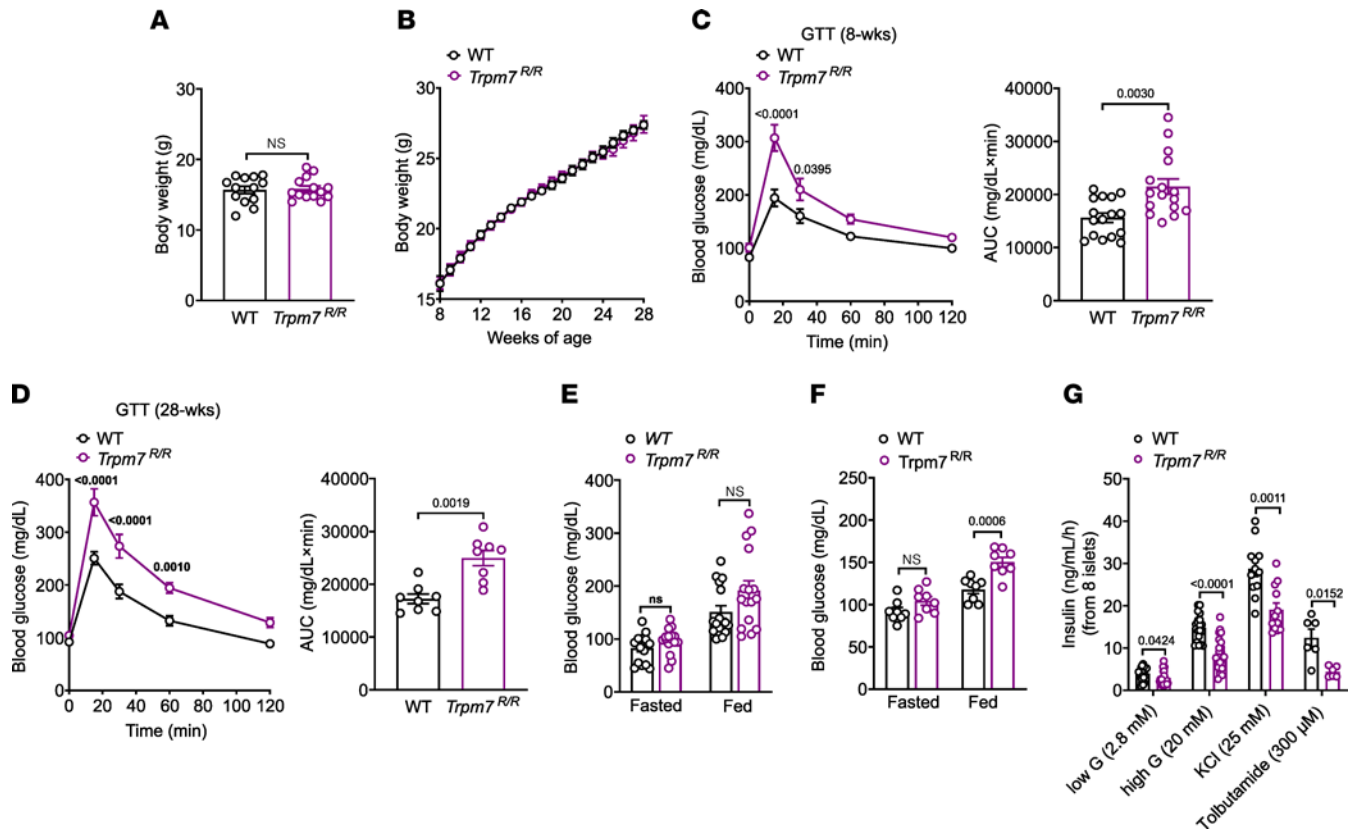 A
Body weight (g)
30
20
10
0
NS
WT
Trpm7 R/R
B
WT
Trpm7 R/R
Body weight (g)
30
25
20
15
8
12
16
20
24
28
Weeks of age
C
GTT (8-wks)
WT
Trpm7 R/R
Blood glucose (mg/dL)
400
300
200
100
0
<0.0001
0.0395
0
20
40
60
80
100
120
Time (min)
AUC (mg/dL×min)
40000
30000
20000
10000
0
0.0030
WT
Trpm7 R/R
D
GTT (28-wks)
WT
Trpm7 R/R
Blood glucose (mg/dL)
400
300
200
100
0
<0.0001
<0.0001
0.0010
0
20
40
60
80
100
120
Time (min)
AUC (mg/dL×min)
40000
30000
20000
10000
0
0.0019
WT
Trpm7 R/R
E
WT
Trpm7 R/R
Blood glucose (mg/dL)
400
300
200
100
0
ns
NS
Fasted
Fed
F
WT
Trpm7 R/R
Blood glucose (mg/dL)
250
200
150
100
50
0
NS
0.0006
Fasted
Fed
G
WT
Trpm7 R/R
Insulin (ng/mL/h)
(from 8 islets)
50
40
30
20
10
0
0.0424
<0.0001
0.0011
0.0152
low G (2.8 mM)
high G (20 mM)
KCl (25 mM)
Tolbutamide (300 µM)